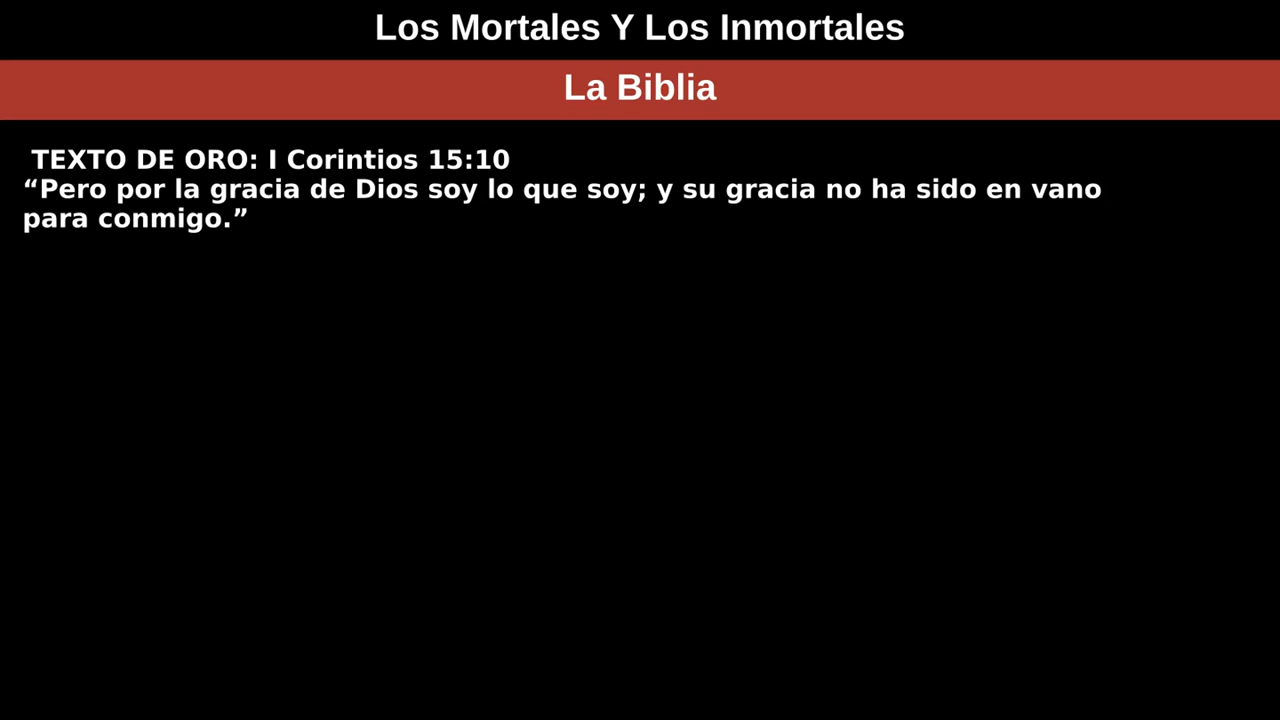 Los Mortales Y Los Inmortales
La Biblia
TEXTO DE ORO: I Corintios 15:10
“Pero por la gracia de Dios soy lo que soy; y su gracia no ha sido en vano
para conmigo.”